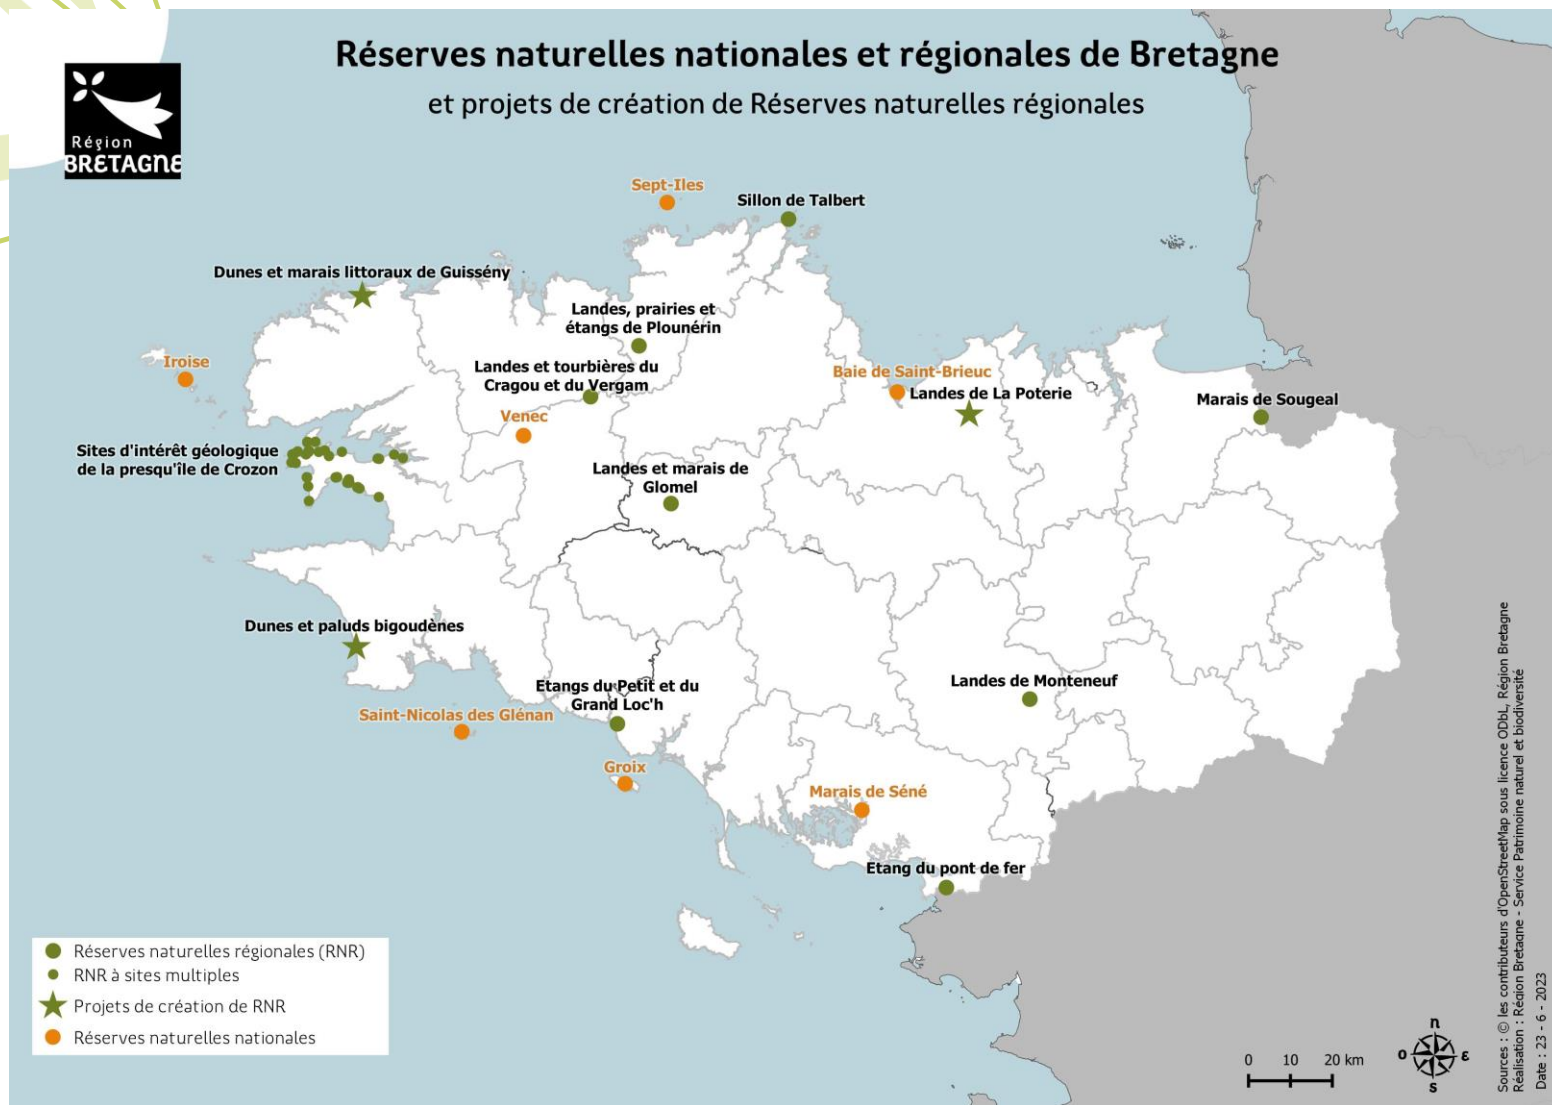 Réserves naturelles nationales et régionales de Bretagne
et projets de création de Réserves naturelles régionales
Région
BRETAGNE
Sept-Iles
Sillon de Talbert
Dunes et marais littoraux de Guissény
Landes, prairies et
étangs de Plounérin
Iroise
Landes et tourbières du
Cragou et du Vergam
Baie de Saint-Brieuc
Landes de La Poterie
Marais de Sougeal
Venec
Sites d'intérêt géologique
de la presqu'île de Crozon
Landes et marais de
Glomel
Dunes et paluds bigoudènes
Etangs du Petit et du
Grand Loc'h
Landes de Monteneuf
Saint-Nicolas des Glénan
Groix
Marais de Séné
Etang du pont de fer
Réserves naturelles régionales (RNR)
RNR à sites multiples
Projets de création de RNR
Réserves naturelles nationales
0 10 20 km
n
o ε
s
Sources : © les contributeurs d'OpenStreetMap sous licence ODbL, Région Bretagne
Réalisation : Région Bretagne - Service Patrimoine naturel et biodiversité
Date : 23 - 6 - 2023